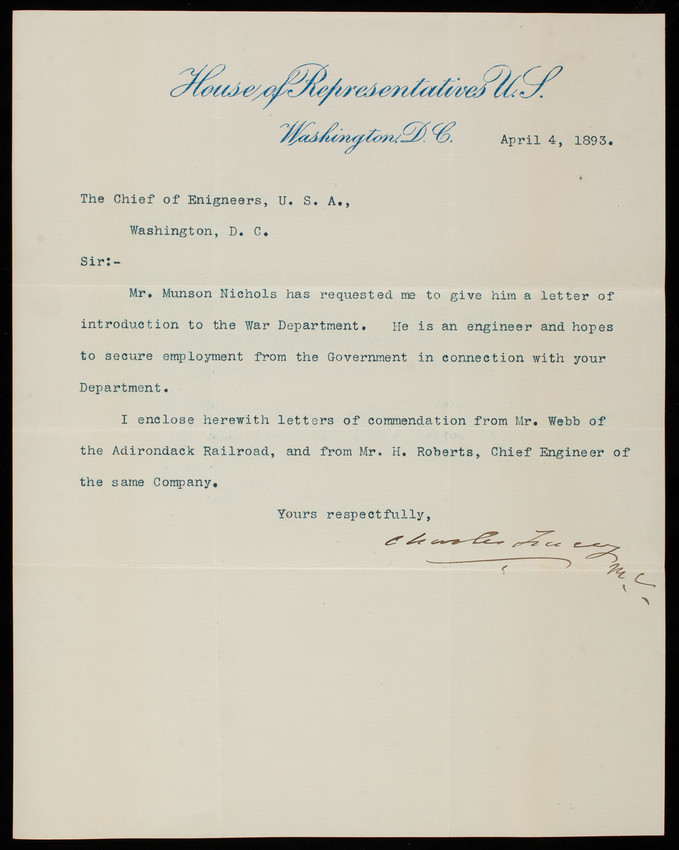 House of Representatives U.S.
Washington, D.C. April 4, 1893.
The Chief of Enigneers, U. S. A.,
Washington, D. C.
Sir:-
Mr. Munson Nichols has requested me to give him a letter of
introduction to the War Department. He is an engineer and hopes
to secure employment from the Government in connection with your
Department.
I enclose herewith letters of commendation from Mr. Webb of
the Adirondack Railroad, and from Mr. H. Roberts, Chief Engineer of
the same Company.
Yours respectfully,
Charles Tracey
M.C.